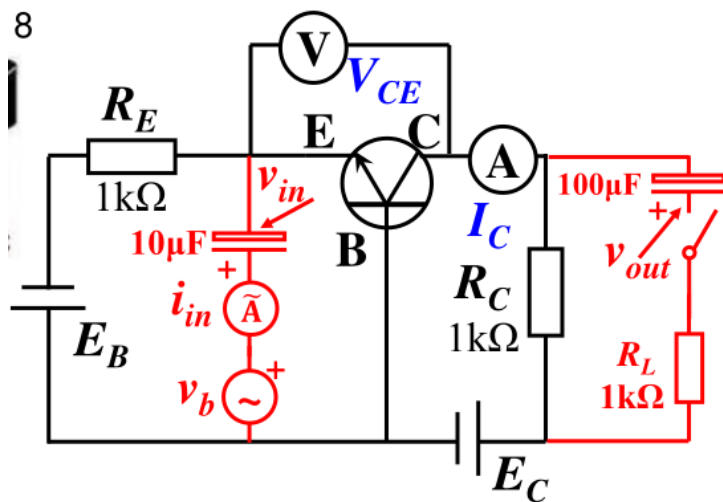 8
V
V_CE
R_E
E
C
1kΩ
v_in
A
100μF
+
10μF
+
B
I_C
v_out
i_in
Ã
R_C
1kΩ
E_B
R_L
1kΩ
v_b
+
~
E_C